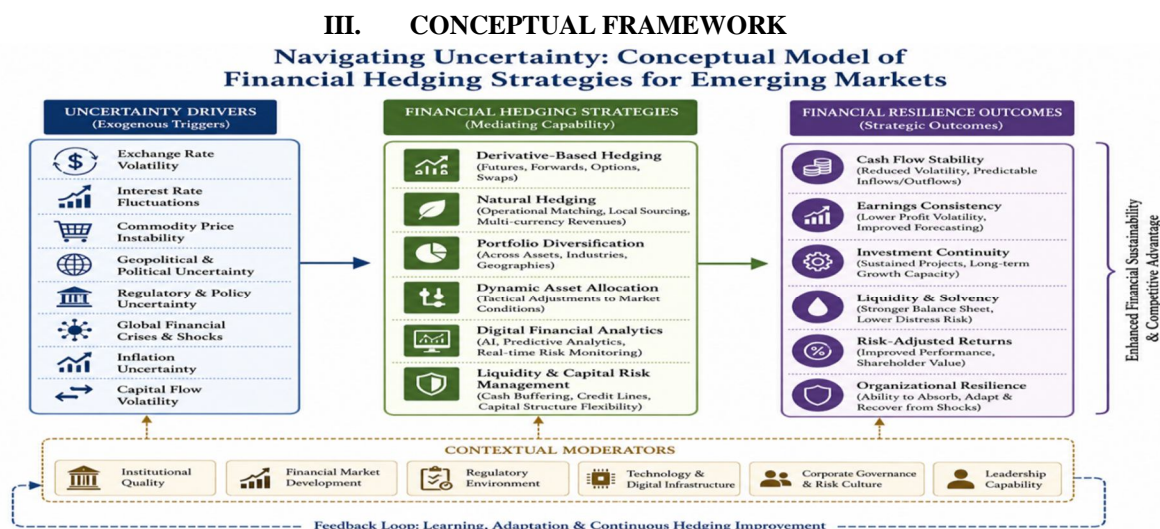 III. CONCEPTUAL FRAMEWORK
Navigating Uncertainty: Conceptual Model of
Financial Hedging Strategies for Emerging Markets
UNCERTAINTY DRIVERS
(Exogenous Triggers)
Exchange Rate
Volatility
Interest Rate
Fluctuations
Commodity Price
Instability
Geopolitical &
Political Uncertainty
Regulatory & Policy
Uncertainty
Global Financial
Crises & Shocks
Inflation
Uncertainty
Capital Flow
Volatility
FINANCIAL HEDGING STRATEGIES
(Mediating Capability)
Derivative-Based Hedging
(Futures, Forwards, Options,
Swaps)
Natural Hedging
(Operational Matching, Local Sourcing,
Multi-currency Revenues)
Portfolio Diversification
(Across Assets, Industries,
Geographies)
Dynamic Asset Allocation
(Tactical Adjustments to Market
Conditions)
Digital Financial Analytics
(AI, Predictive Analytics,
Real-time Risk Monitoring)
Liquidity & Capital Risk
Management
(Cash Buffering, Credit Lines,
Capital Structure Flexibility)
FINANCIAL RESILIENCE OUTCOMES
(Strategic Outcomes)
Cash Flow Stability
(Reduced Volatility, Predictable
Inflows/Outflows)
Earnings Consistency
(Lower Profit Volatility,
Improved Forecasting)
Investment Continuity
(Sustained Projects, Long-term
Growth Capacity)
Liquidity & Solvency
(Stronger Balance Sheet,
Lower Distress Risk)
Risk-Adjusted Returns
(Improved Performance,
Shareholder Value)
Organizational Resilience
(Ability to Absorb, Adapt &
Recover from Shocks)
Enhanced Financial Sustainability
& Competitive Advantage
CONTEXTUAL MODERATORS
Institutional
Quality
Financial Market
Development
Regulatory
Environment
Technology &
Digital Infrastructure
Corporate Governance
& Risk Culture
Leadership
Capability
Feedback Loop: Learning, Adaptation & Continuous Hedging Improvement